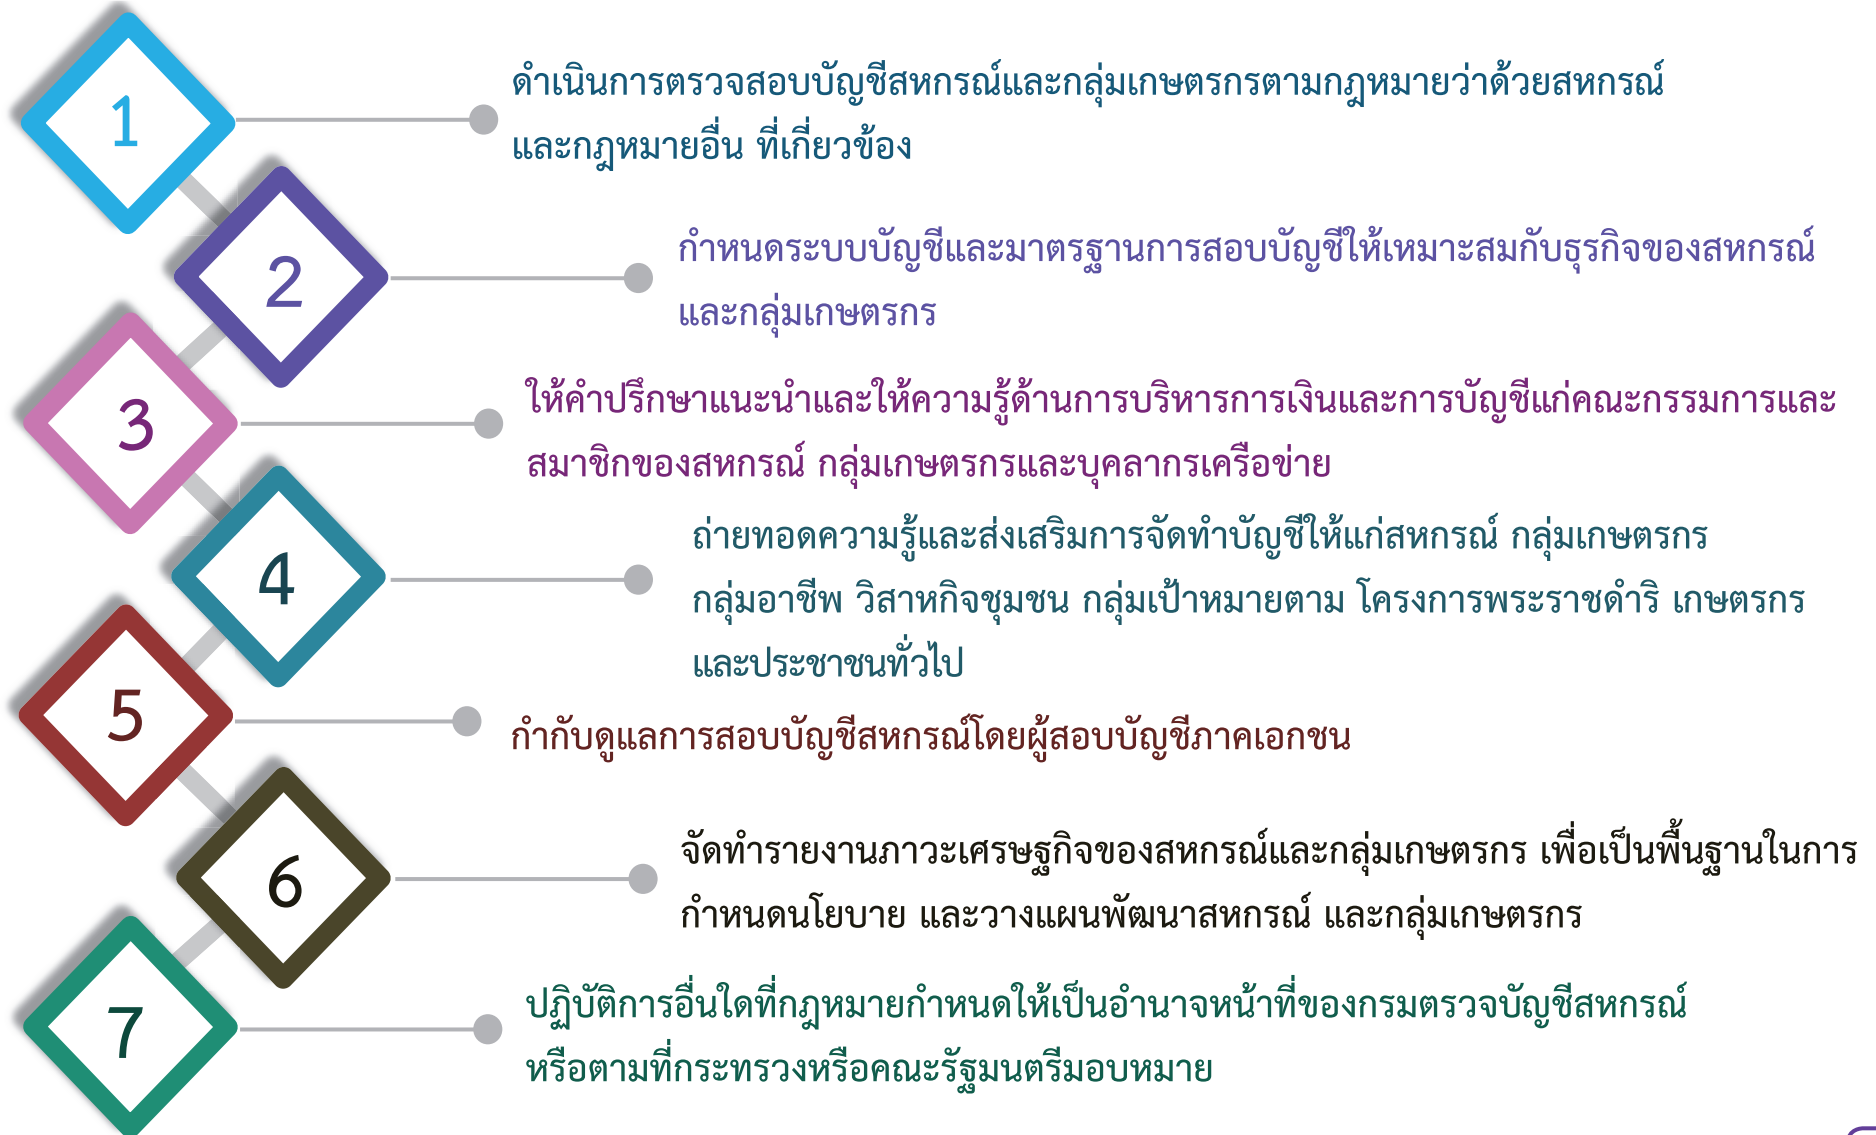 1
ดำเนินการตรวจสอบบัญชีสหกรณ์และกลุ่มเกษตรกรตามกฎหมายว่าด้วยสหกรณ์
และกฎหมายอื่น ที่เกี่ยวข้อง
2
กำหนดระบบบัญชีและมาตรฐานการสอบบัญชีให้เหมาะสมกับธุรกิจของสหกรณ์
และกลุ่มเกษตรกร
3
ให้คำปรึกษาแนะนำและให้ความรู้ด้านการบริหารการเงินและการบัญชีแก่คณะกรรมการและ
สมาชิกของสหกรณ์ กลุ่มเกษตรกรและบุคลากรเครือข่าย
4
ถ่ายทอดความรู้และส่งเสริมการจัดทำบัญชีให้แก่สหกรณ์ กลุ่มเกษตรกร
กลุ่มอาชีพ วิสาหกิจชุมชน กลุ่มเป้าหมายตาม โครงการพระราชดำริ เกษตรกร
และประชาชนทั่วไป
5
กำกับดูแลการสอบบัญชีสหกรณ์โดยผู้สอบบัญชีภาคเอกชน
6
จัดทำรายงานภาวะเศรษฐกิจของสหกรณ์และกลุ่มเกษตรกร เพื่อเป็นพื้นฐานในการ
กำหนดนโยบาย และวางแผนพัฒนาสหกรณ์ และกลุ่มเกษตรกร
7
ปฏิบัติการอื่นใดที่กฎหมายกำหนดให้เป็นอำนาจหน้าที่ของกรมตรวจบัญชีสหกรณ์
หรือตามที่กระทรวงหรือคณะรัฐมนตรีมอบหมาย